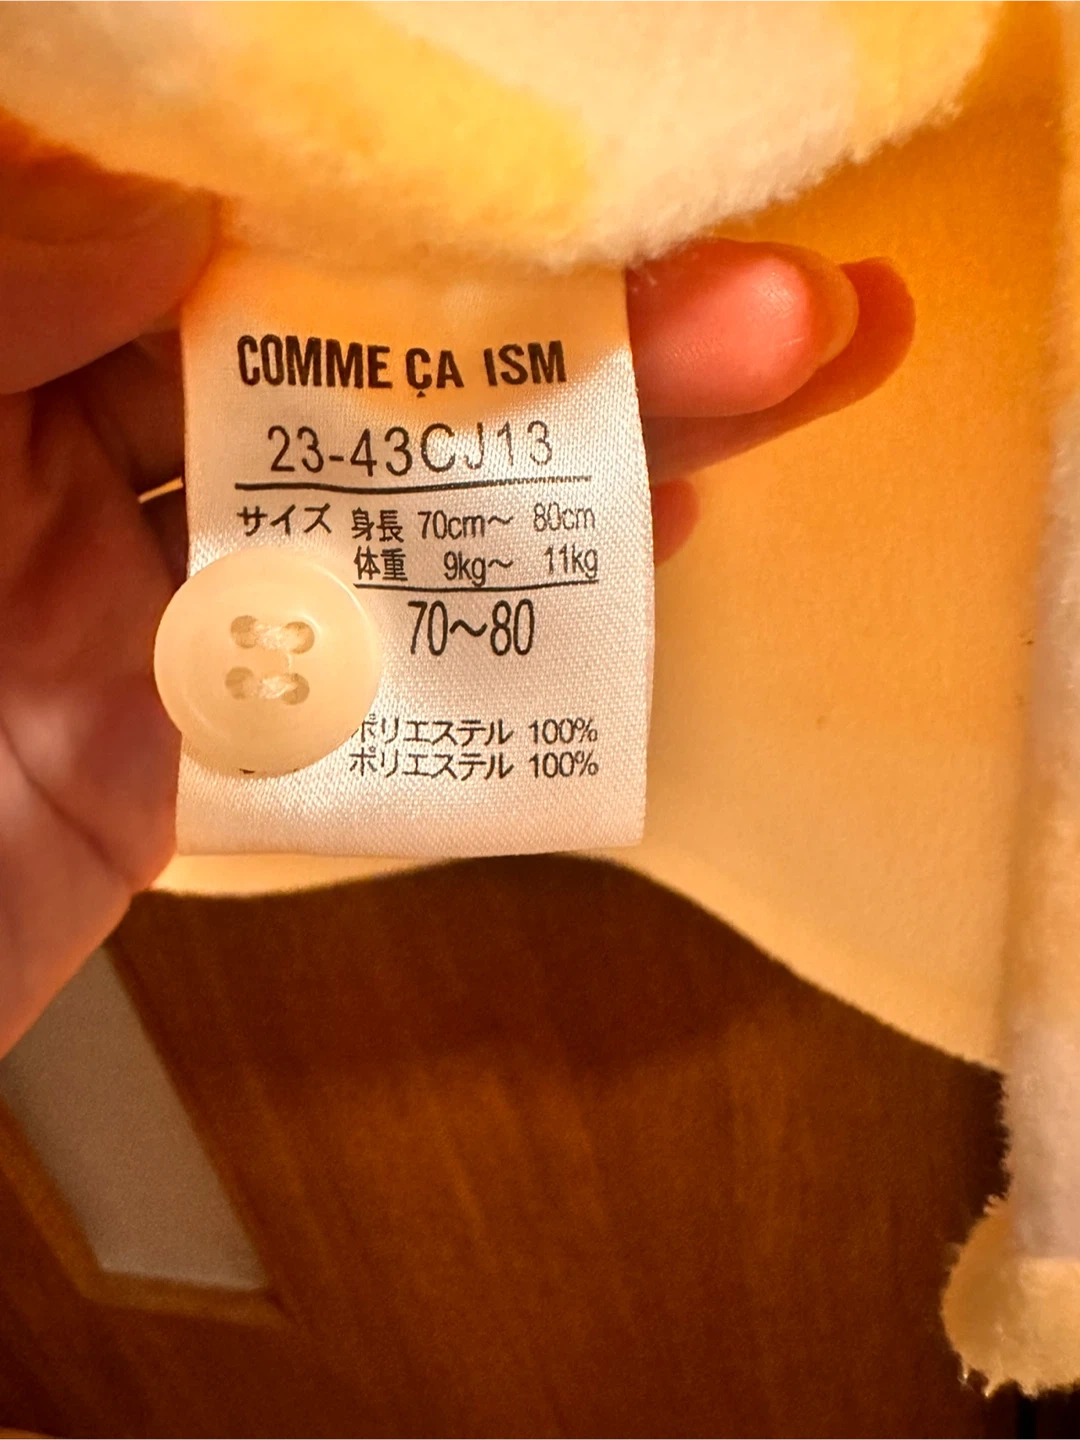 COMME ÇA ISM
23-43CJ13
サイズ 身長 70cm～ 80cm
体重 9kg～ 11kg
70～80
ポリエステル 100%
ポリエステル 100%